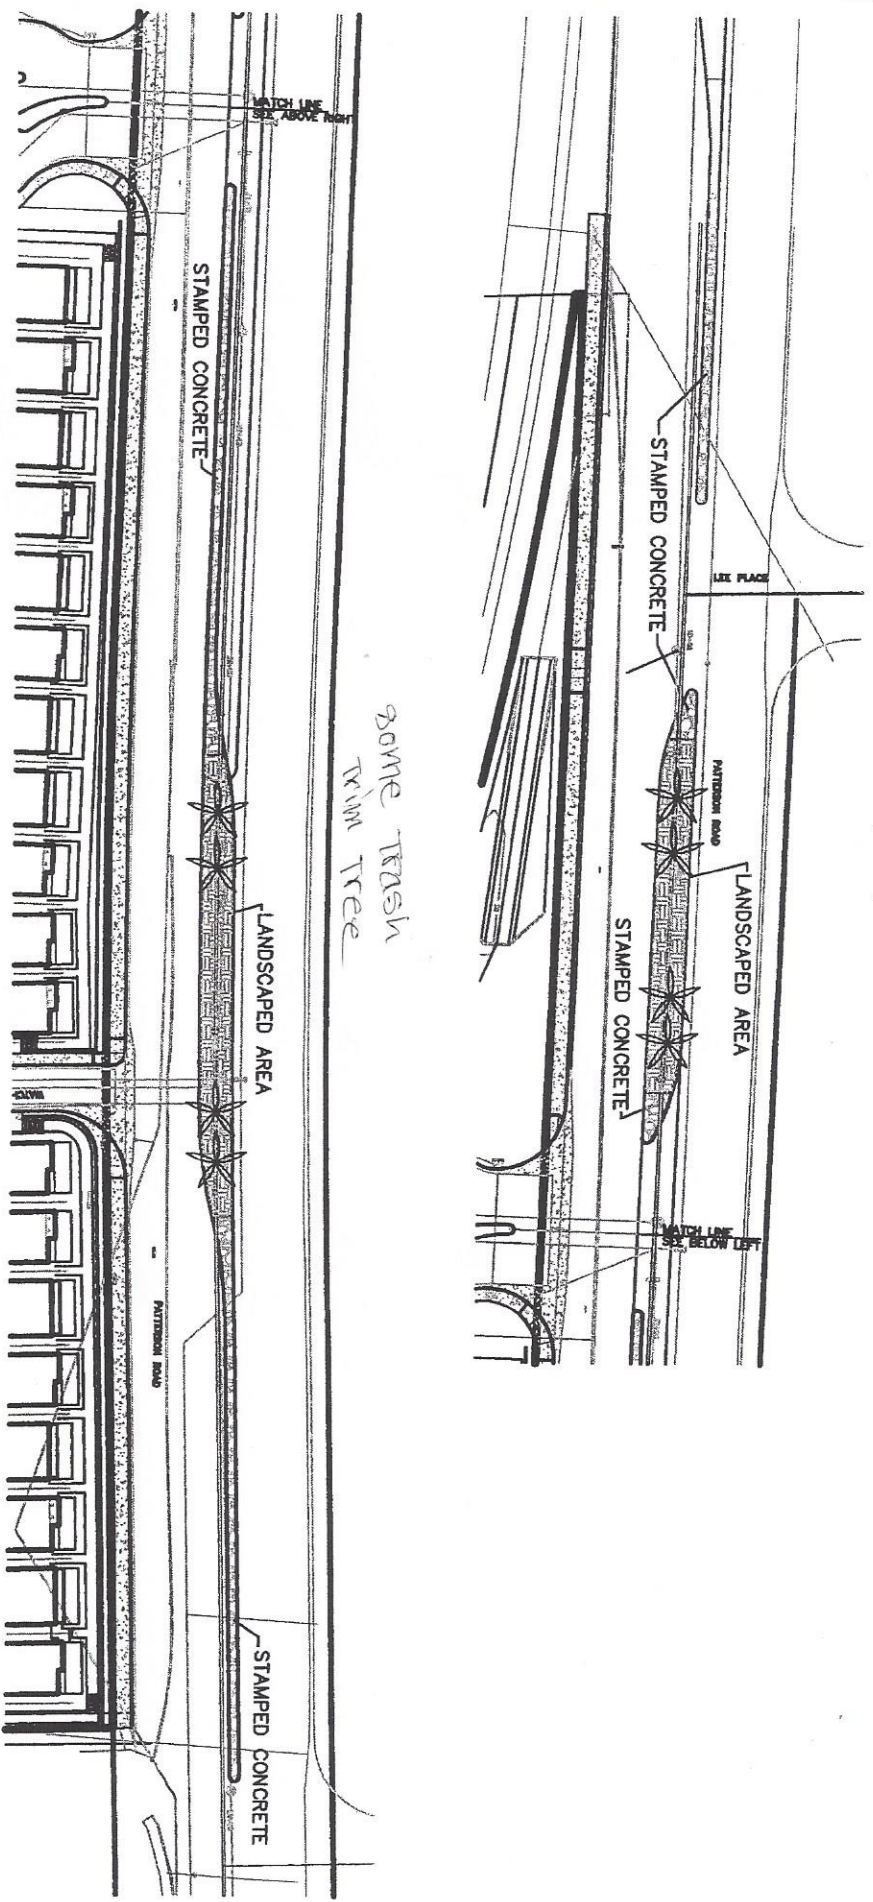 MATCH LINE
SEE ABOVE RIGHT
STAMPED CONCRETE
LANDSCAPED AREA
PATTERSON ROAD
STAMPED CONCRETE
some Trash
Trim Tree
STAMPED CONCRETE
LEE PLACE
PATTERSON ROAD
LANDSCAPED AREA
STAMPED CONCRETE
MATCH LINE
SEE BELOW LEFT